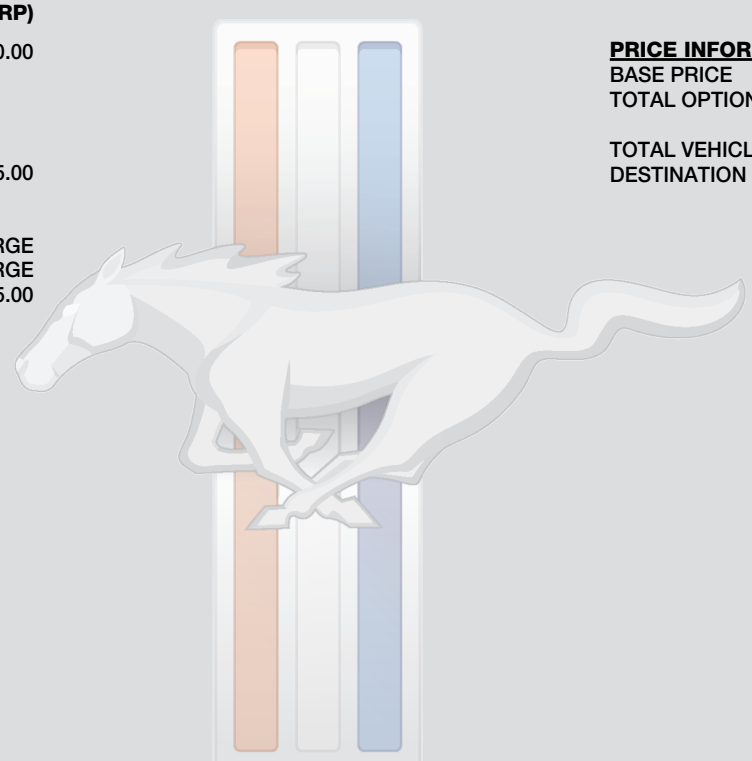 RP)
0.00
5.00
RGE
RGE
5.00
PRICE INFOR
BASE PRICE
TOTAL OPTION
TOTAL VEHICL
DESTINATION